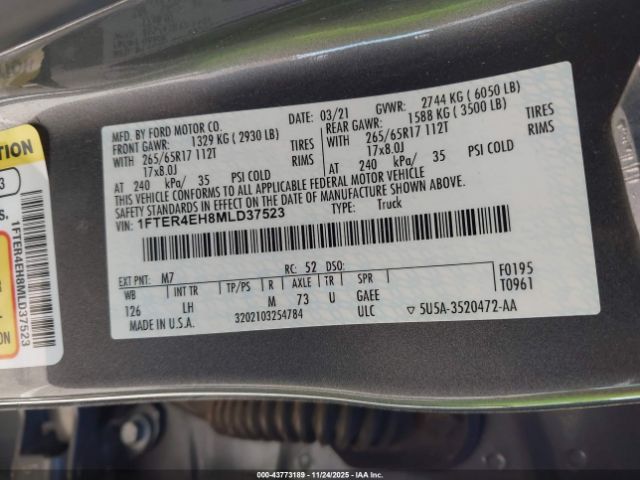 MFD. BY FORD MOTOR CO.
DATE: 03/21
GVWR: 2744 KG (6050 LB)
FRONT GAWR: 1329 KG (2930 LB)
REAR GAWR: 1588 KG (3500 LB)
WITH 265/65R17 112T TIRES
265/65R17 112T TIRES
17x8.0J RIMS
17x8.0J RIMS
AT 240 kPa/ 35 PSI COLD
AT 240 kPa/ 35 PSI COLD
THIS VEHICLE CONFORMS TO ALL APPLICABLE FEDERAL MOTOR VEHICLE
SAFETY STANDARDS IN EFFECT ON THE DATE OF MANUFACTURE SHOWN ABOVE.
VIN: 1FTER4EH8MLD37523
TYPE: Truck
EXT PNT: M7 RC: 52 DSO:
WB INT TR TP/PS R AXLE TR SPR
126 LH M 73 U GAEE
F0195
T0961
MADE IN U.S.A. 3202103254784 ULC
▽ 5U5A-3520472-AA
TION
3
s.
1FTER4EH8MLD37523
ON
000-43773189 - 11/24/2025 - IAA Inc.